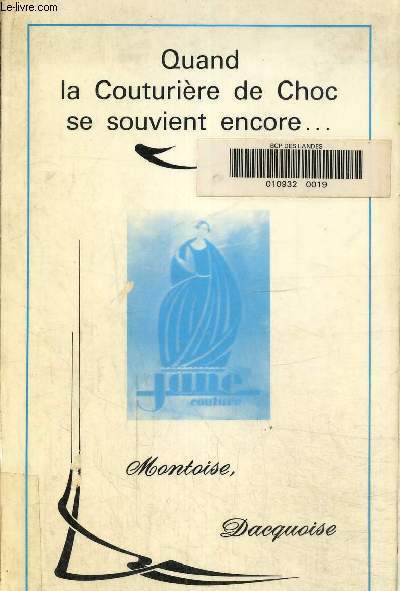 Le-livre.com
Quand
la Couturière de Choc
se souvient encore...
BCP DES LANDES
010932 0019
jane
couture
Montoise,
Dacquoise